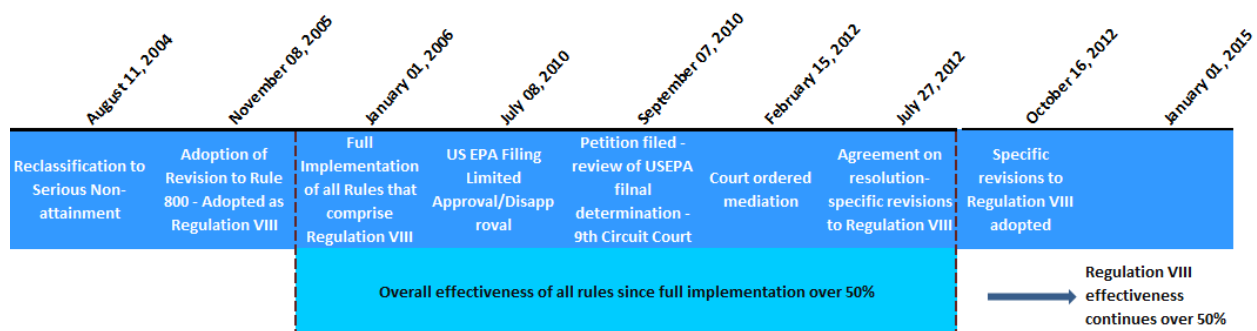 August 11, 2004
November 08, 2005
January 01, 2006
July 08, 2010
September 07, 2010
February 15, 2012
July 27, 2012
October 16, 2012
January 01, 2015
Reclassification to
Serious Non-
attainment
Adoption of
Revision to Rule
800 - Adopted as
Regulation VIII
Full
Implementation
of all Rules that
comprise
Regulation VIII
US EPA Filing
Limited
Approval/Disapp
roval
Petition filed -
review of USEPA
filnal
determination -
9th Circuit Court
Court ordered
mediation
Agreement on
resolution-
specific revisions
to Regulation VIII
Specific
revisions to
Regulation VIII
adopted
Overall effectiveness of all rules since full implementation over 50%
Regulation VIII
effectiveness
continues over 50%